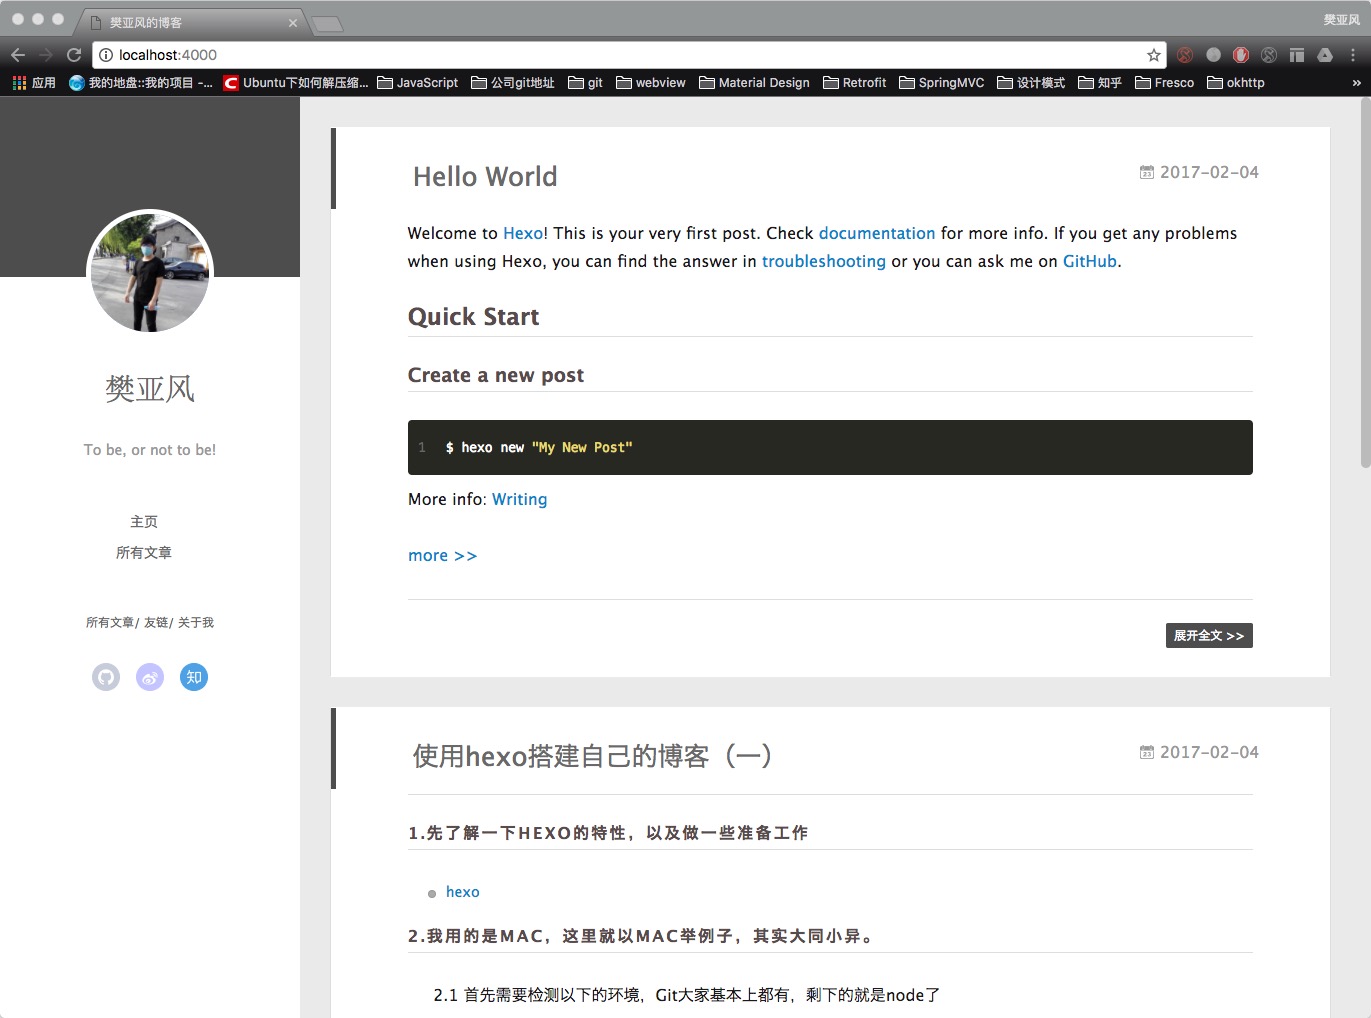 樊亚风的博客
樊亚风
localhost:4000
应用 我的地盘::我的项目 -... Ubuntu下如何解压缩... JavaScript 公司git地址 git webview Material Design Retrofit SpringMVC 设计模式 知乎 Fresco okhttp »
樊亚风
To be, or not to be!
主页
所有文章
所有文章/ 友链/ 关于我
知
Hello World
2017-02-04
Welcome to Hexo! This is your very first post. Check documentation for more info. If you get any problems
when using Hexo, you can find the answer in troubleshooting or you can ask me on GitHub.
Quick Start
Create a new post
1 $ hexo new "My New Post"
More info: Writing
more >>
展开全文 >>
使用hexo搭建自己的博客（一）
2017-02-04
1.先了解一下HEXO的特性，以及做一些准备工作
hexo
2.我用的是MAC，这里就以MAC举例子，其实大同小异。
2.1 首先需要检测以下的环境，Git大家基本上都有，剩下的就是node了